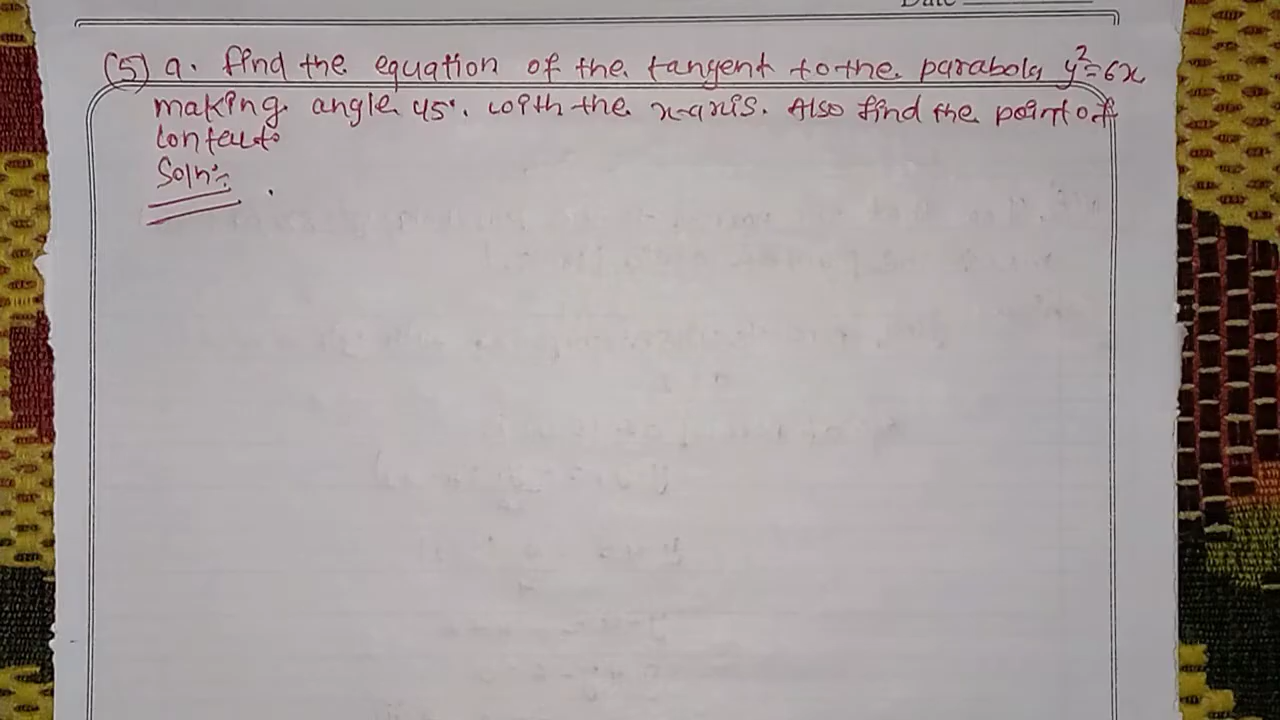 Date
(5) a. find the equation of the tangent to the parabola y²=6x
making angle 45°. with the x-axis. Also find the point of
contact.
Soln:-